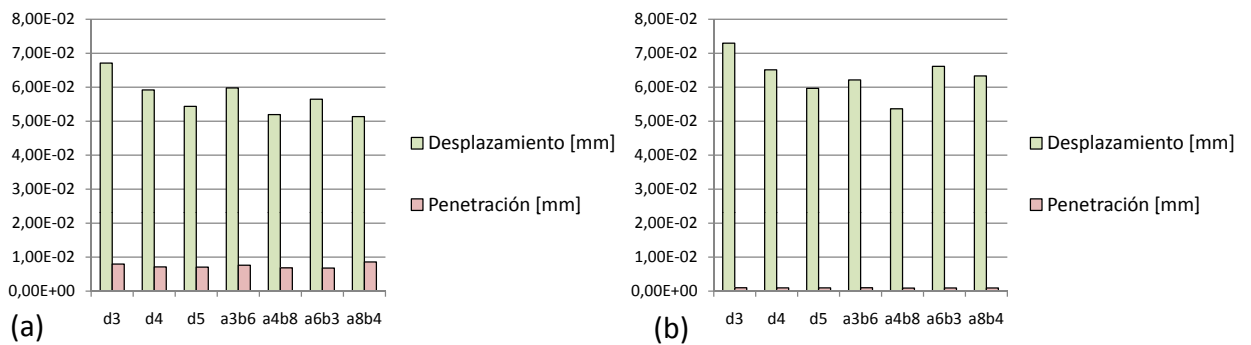 8,00E-02
7,00E-02
6,00E-02
5,00E-02
4,00E-02
3,00E-02
2,00E-02
1,00E-02
0,00E+00
d3 d4 d5 a3b6 a4b8 a6b3 a8b4
Desplazamiento [mm]
Penetración [mm]
(a)
8,00E-02
7,00E-02
6,00E-02
5,00E-02
4,00E-02
3,00E-02
2,00E-02
1,00E-02
0,00E+00
d3 d4 d5 a3b6 a4b8 a6b3 a8b4
Desplazamiento [mm]
Penetración [mm]
(b)